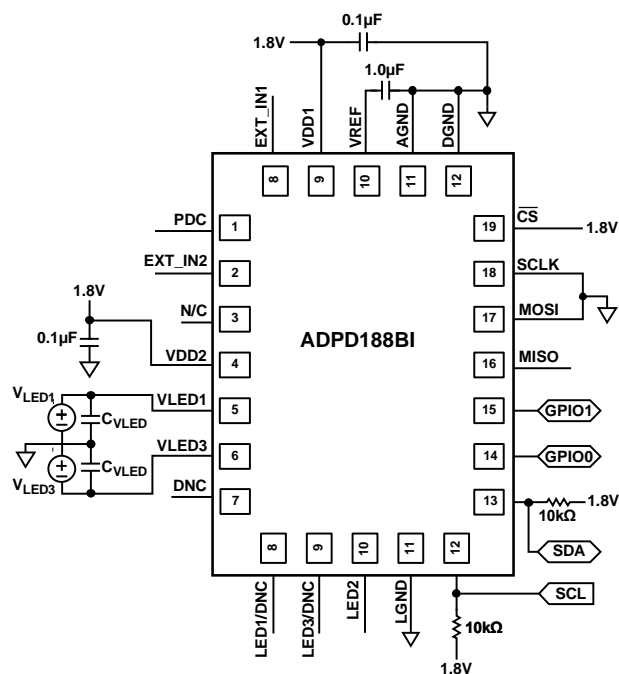 0.1µF
1.8V
1.0µF
EXT_IN1
VDD1
VREF
AGND
DGND
8
9
10
11
12
PDC
1
19
CS
1.8V
EXT_IN2
2
18
SCLK
1.8V
N/C
3
17
MOSI
ADPD188BI
0.1µF
VDD2
4
16
MISO
VLED1
VLED1
5
15
GPIO1
CVLED
VLED3
6
14
GPIO0
CVLED
VLED3
DNC
7
13
1.8V
10kΩ
8
9
10
11
12
SDA
LED1/DNC
LED3/DNC
LED2
LGND
SCL
10kΩ
1.8V